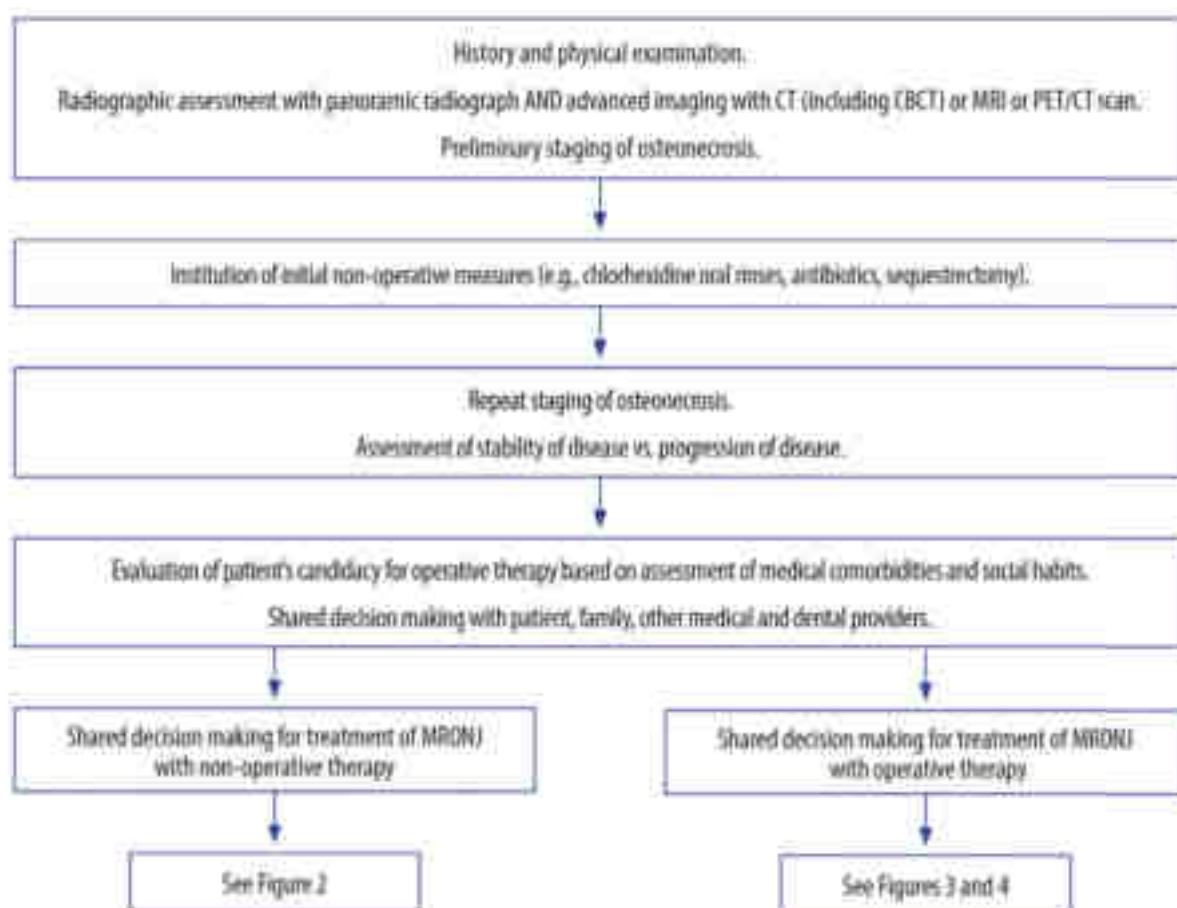 History and physical examination.
Radiographic assessment with panoramic radiograph AND advanced imaging with CT (including CBCT) or MRI or PET/CT scan.
Preliminary staging of osteonecrosis.
Institution of initial non-operative measures (e.g., chlorhexidine oral rinses, antibiotics, sequestrectomy).
Repeat staging of osteonecrosis.
Assessment of stability of disease vs. progression of disease.
Evaluation of patient's candidacy for operative therapy based on assessment of medical comorbidities and social habits.
Shared decision making with patient, family, other medical and dental providers.
Shared decision making for treatment of MRONJ
with non-operative therapy
Shared decision making for treatment of MRONJ
with operative therapy
See Figure 2
See Figures 3 and 4